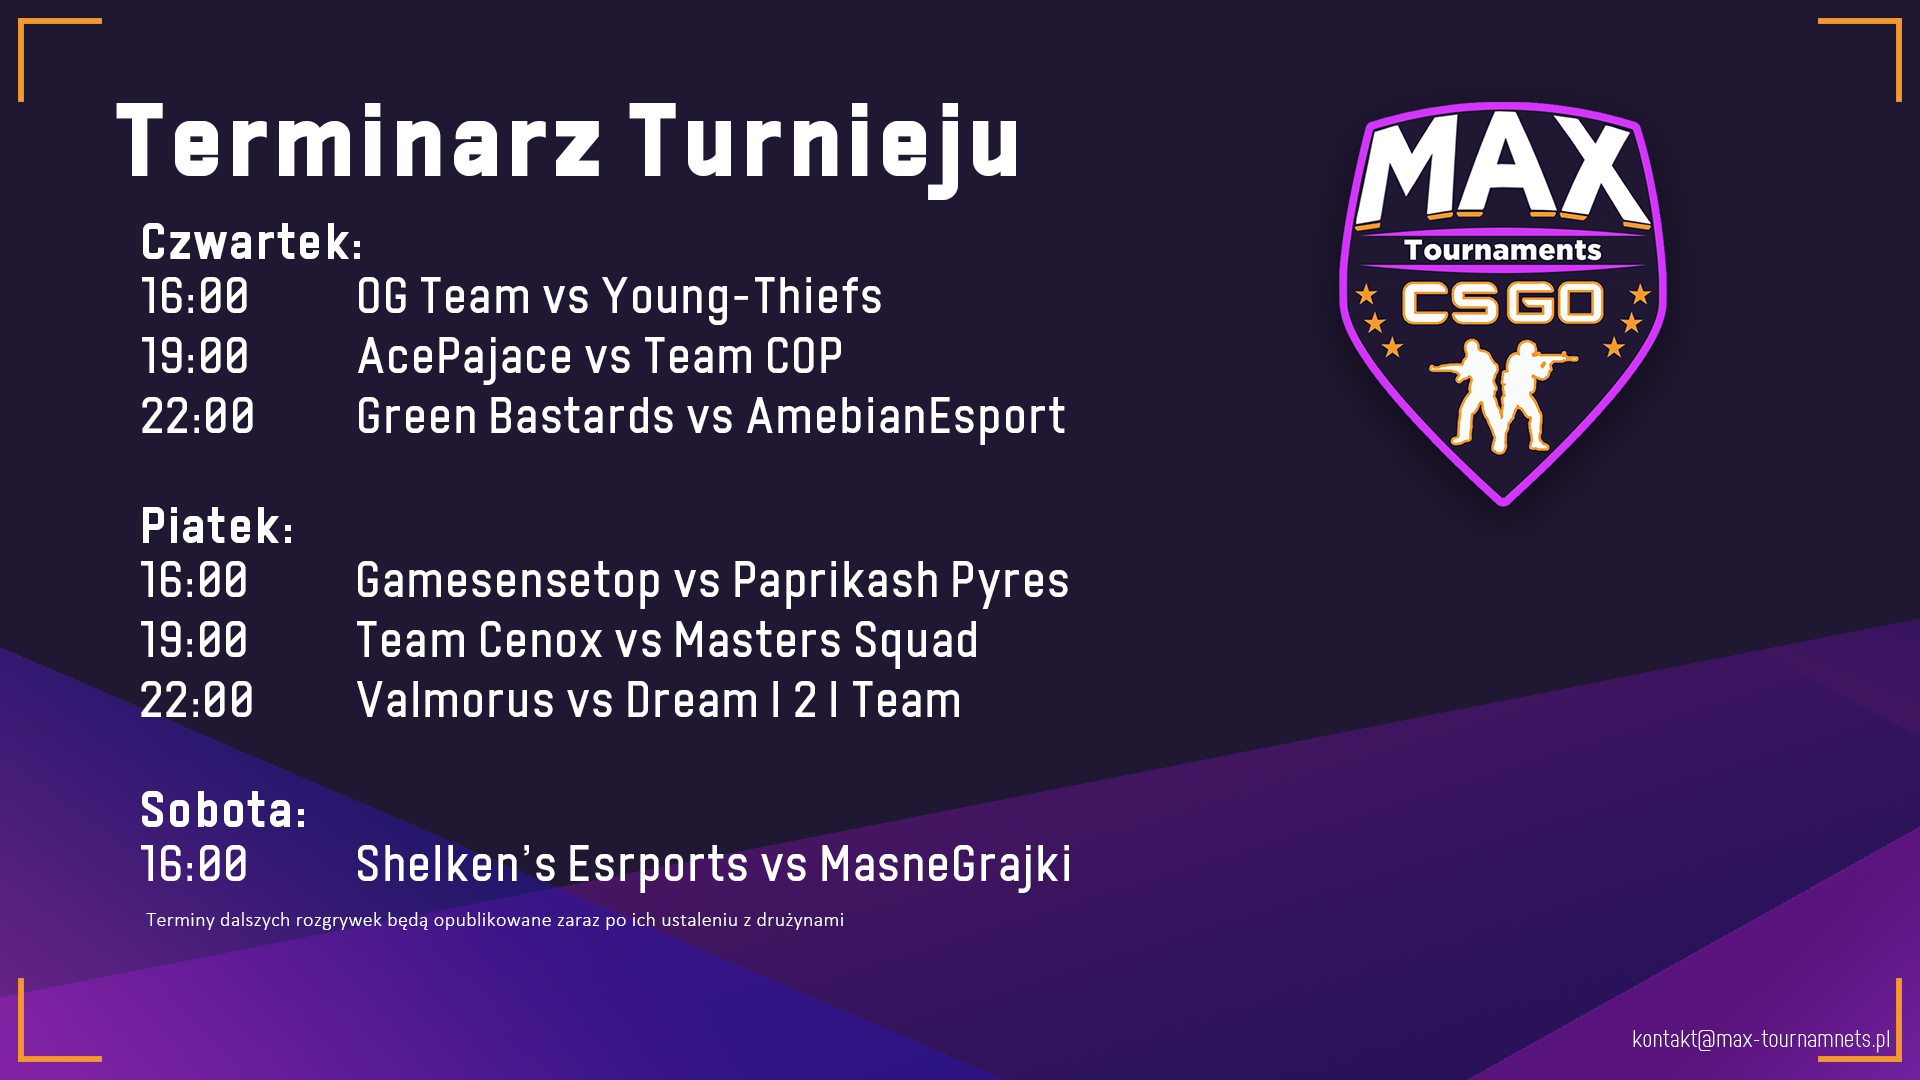 Terminarz Turnieju
Czwartek:
16:00 OG Team vs Young-Thiefs
19:00 AcePajace vs Team COP
22:00 Green Bastards vs AmebianEsport
Piatek:
16:00 Gamesensetop vs Paprikash Pyres
19:00 Team Cenox vs Masters Squad
22:00 Valmorus vs Dream | 2 | Team
Sobota:
16:00 Shelken's Esrports vs MasneGrajki
Terminy dalszych rozgrywek będą opublikowane zaraz po ich ustaleniu z drużynami
MAX
Tournaments
CSGO
kontakt@max-tournamnets.pl